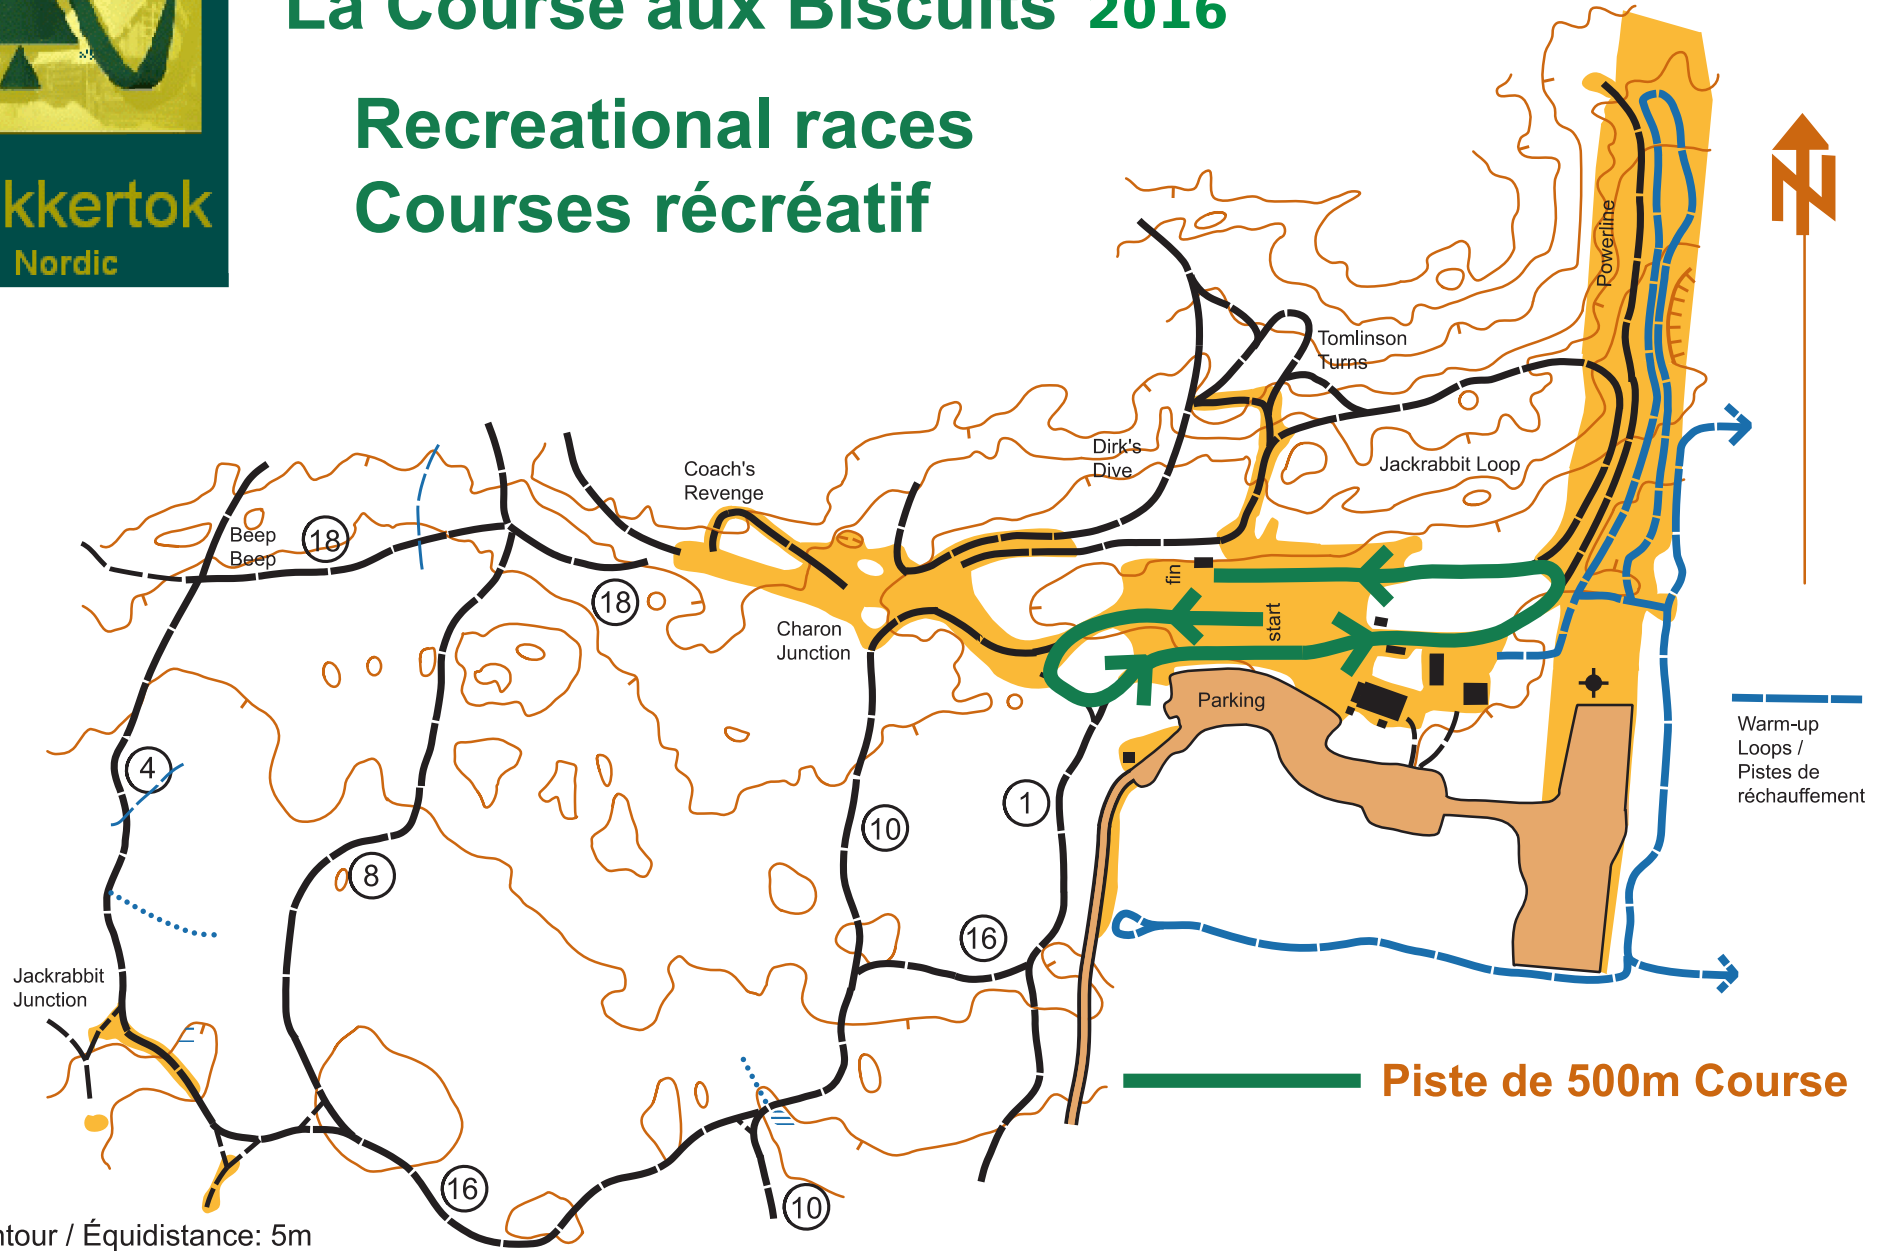 La Course aux Biscuits 2016
Recreational races
Courses récréatif
kkertok
Nordic
Powerline
Tomlinson
Turns
Dirk's
Dive
Jackrabbit Loop
Coach's
Revenge
Beep
Beep
18
18
fin
start
Charon
Junction
Parking
4
Warm-up
Loops /
Pistes de
réchauffement
1
10
8
16
Jackrabbit
Junction
Piste de 500m Course
16
10
ntour / Équidistance: 5m